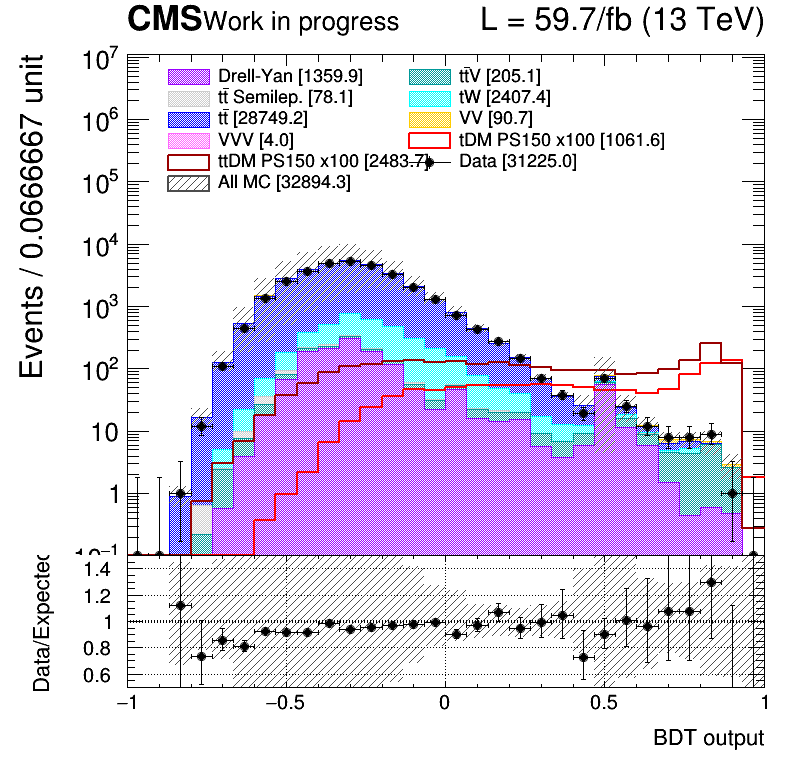 CMS Work in progress L = 59.7/fb (13 TeV)
Events / 0.0666667 unit
10⁷
10⁶
10⁵
10⁴
10³
10²
10
1
10⁻¹
Drell-Yan [1359.9] tt̄V [205.1]
tt̄ Semilep. [78.1] tW [2407.4]
tt̄ [28749.2] VV [90.7]
VVV [4.0] tDM PS150 x100 [1061.6]
ttDM PS150 x100 [2483.7] Data [31225.0]
All MC [32894.3]
Data/Expected
1.4
1.2
1
0.8
0.6
−1 −0.5 0 0.5 1
BDT output